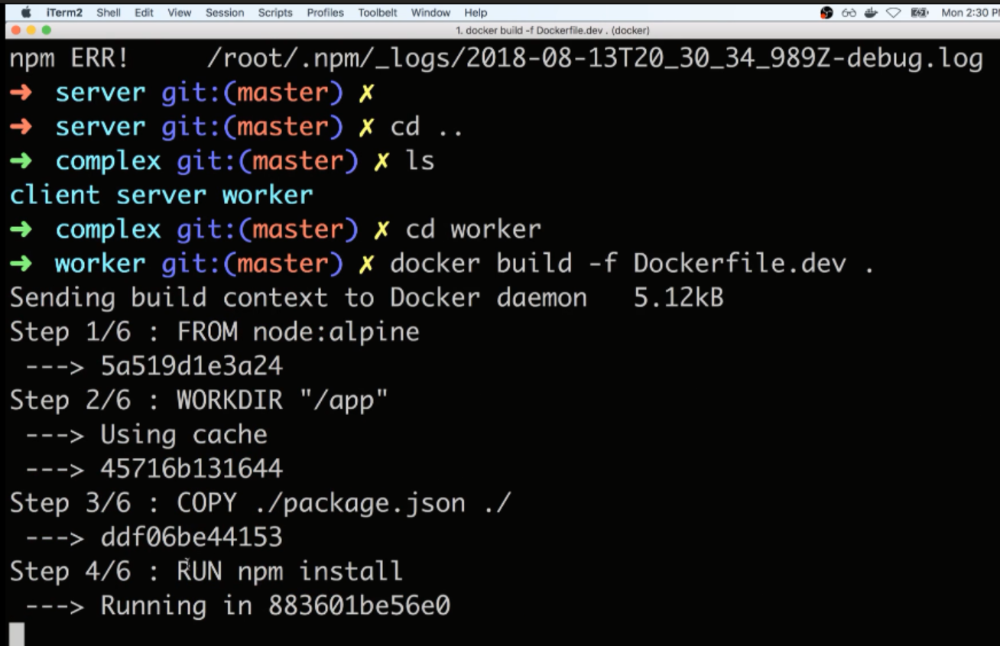 iTerm2 Shell Edit View Session Scripts Profiles Toolbelt Window Help Mon 2:30 P
1. docker build -f Dockerfile.dev . (docker)
npm ERR!     /root/.npm/_logs/2018-08-13T20_30_34_989Z-debug.log
➜  server git:(master) ✗
➜  server git:(master) ✗ cd ..
➜  complex git:(master) ✗ ls
client server worker
➜  complex git:(master) ✗ cd worker
➜  worker git:(master) ✗ docker build -f Dockerfile.dev .
Sending build context to Docker daemon   5.12kB
Step 1/6 : FROM node:alpine
 ---> 5a519d1e3a24
Step 2/6 : WORKDIR "/app"
 ---> Using cache
 ---> 45716b131644
Step 3/6 : COPY ./package.json ./
 ---> ddf06be44153
Step 4/6 : RUN npm install
 ---> Running in 883601be56e0